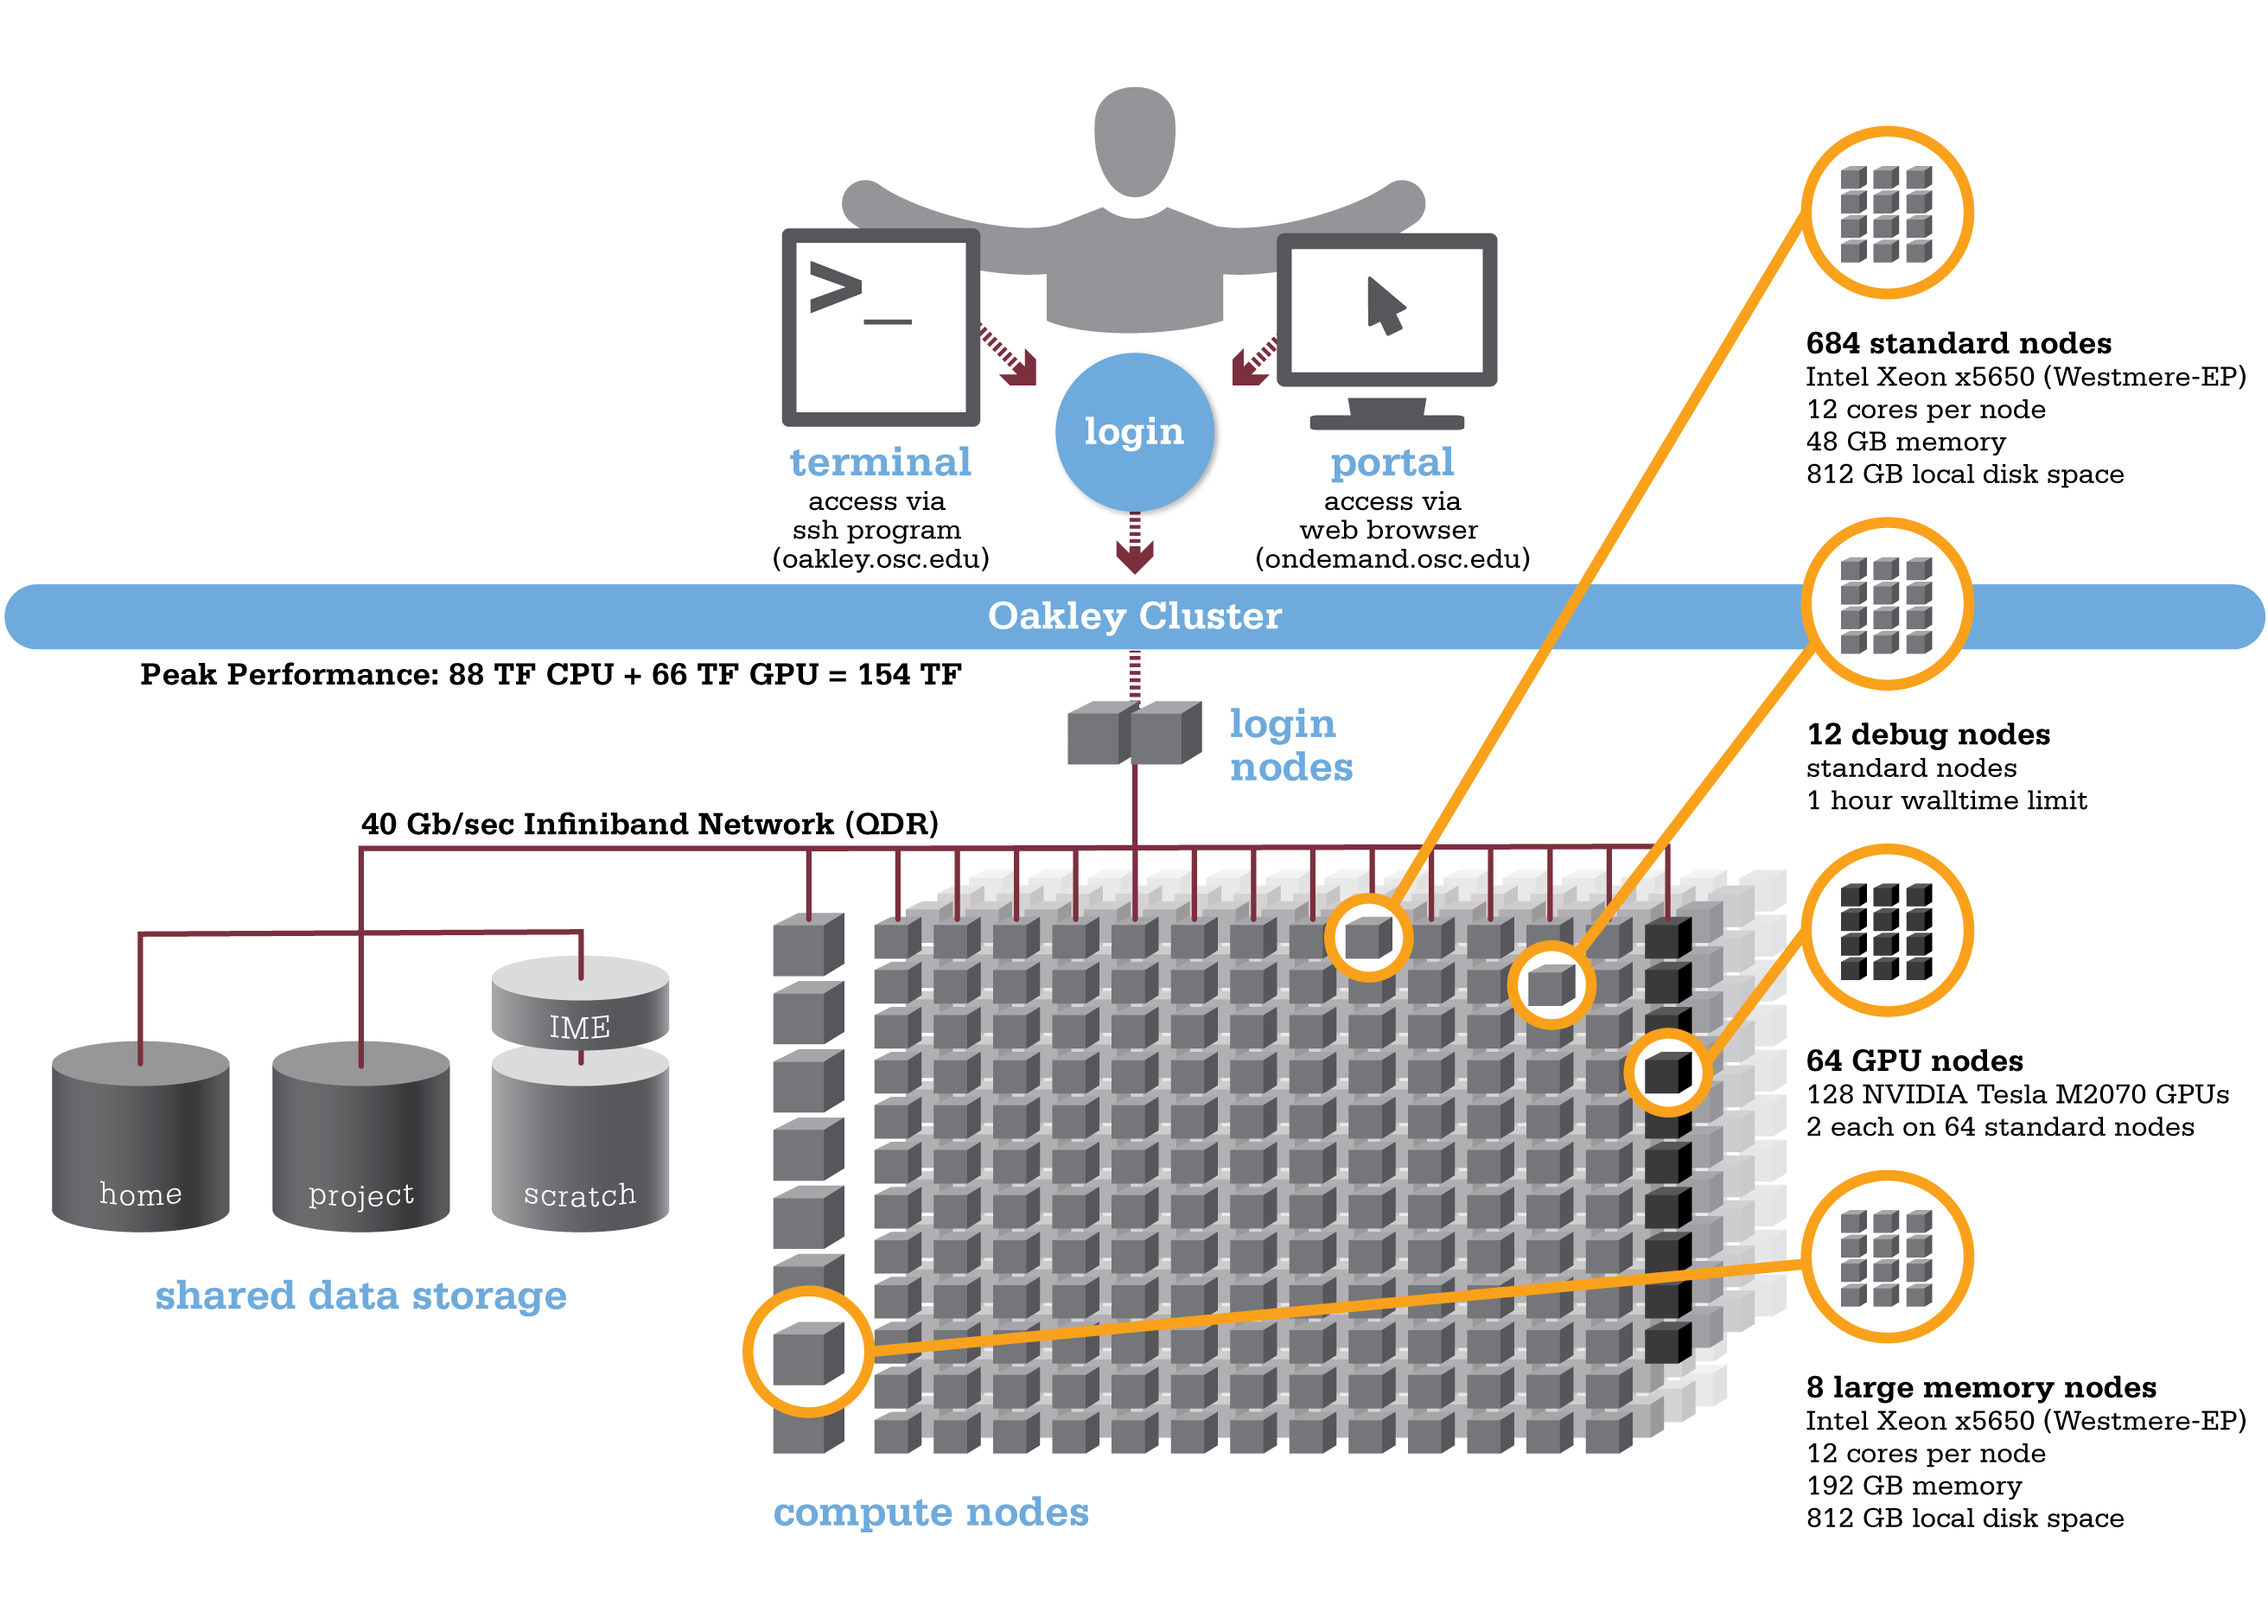 >_
login
terminal
access via
ssh program
(oakley.osc.edu)
portal
access via
web browser
(ondemand.osc.edu)
Oakley Cluster
Peak Performance: 88 TF CPU + 66 TF GPU = 154 TF
login
nodes
40 Gb/sec Infiniband Network (QDR)
IME
home
project
scratch
shared data storage
compute nodes
684 standard nodes
Intel Xeon x5650 (Westmere-EP)
12 cores per node
48 GB memory
812 GB local disk space
12 debug nodes
standard nodes
1 hour walltime limit
64 GPU nodes
128 NVIDIA Tesla M2070 GPUs
2 each on 64 standard nodes
8 large memory nodes
Intel Xeon x5650 (Westmere-EP)
12 cores per node
192 GB memory
812 GB local disk space